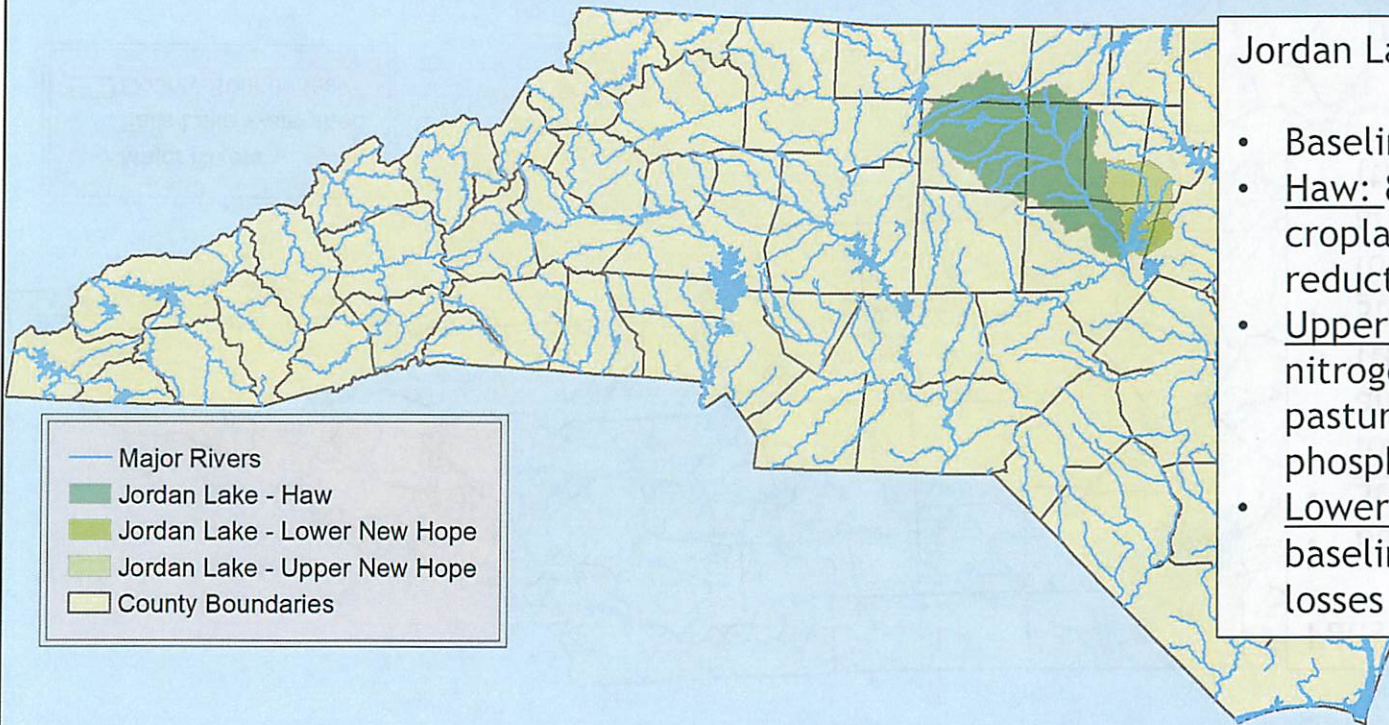 Jordan La
• Baselin
• Haw:
cropla
reduct
• Upper
nitroge
pastur
phosph
• Lower
baselin
losses
Major Rivers
Jordan Lake - Haw
Jordan Lake - Lower New Hope
Jordan Lake - Upper New Hope
County Boundaries